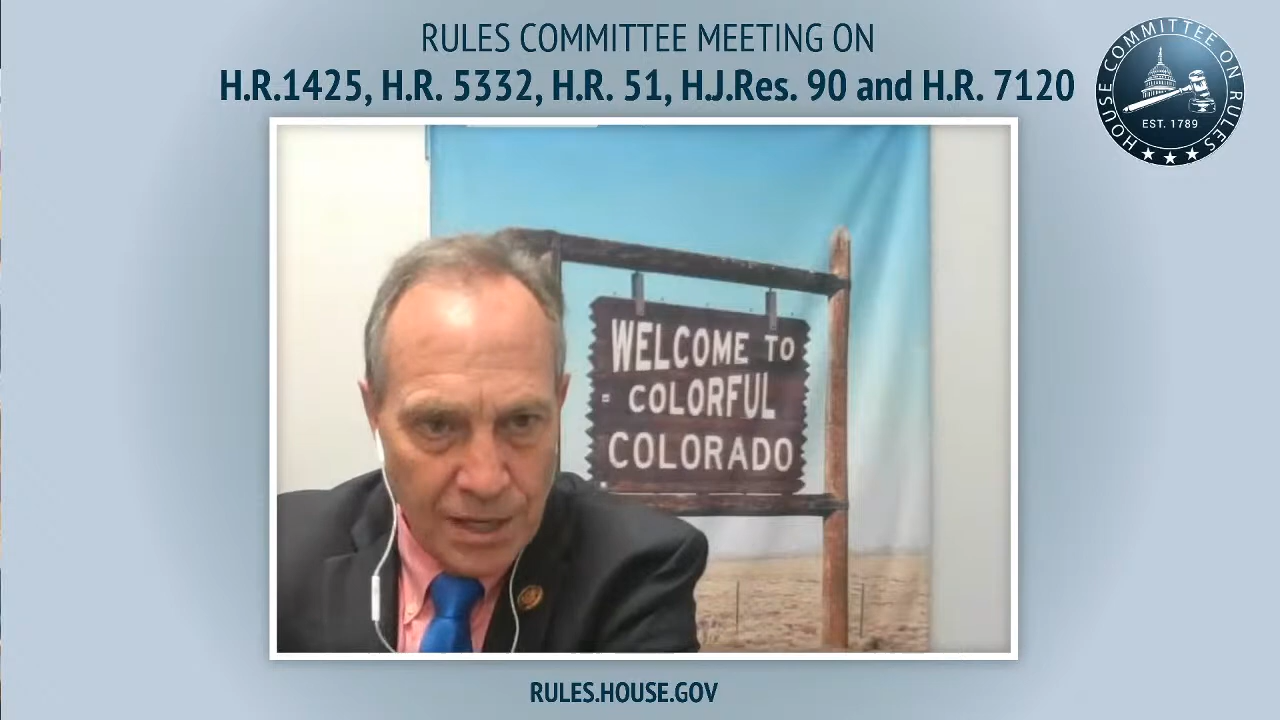 RULES COMMITTEE MEETING ON
H.R.1425, H.R. 5332, H.R. 51, H.J.Res. 90 and H.R. 7120
HOUSE COMMITTEE ON RULES
EST. 1789
WELCOME TO
COLORFUL
COLORADO
RULES.HOUSE.GOV